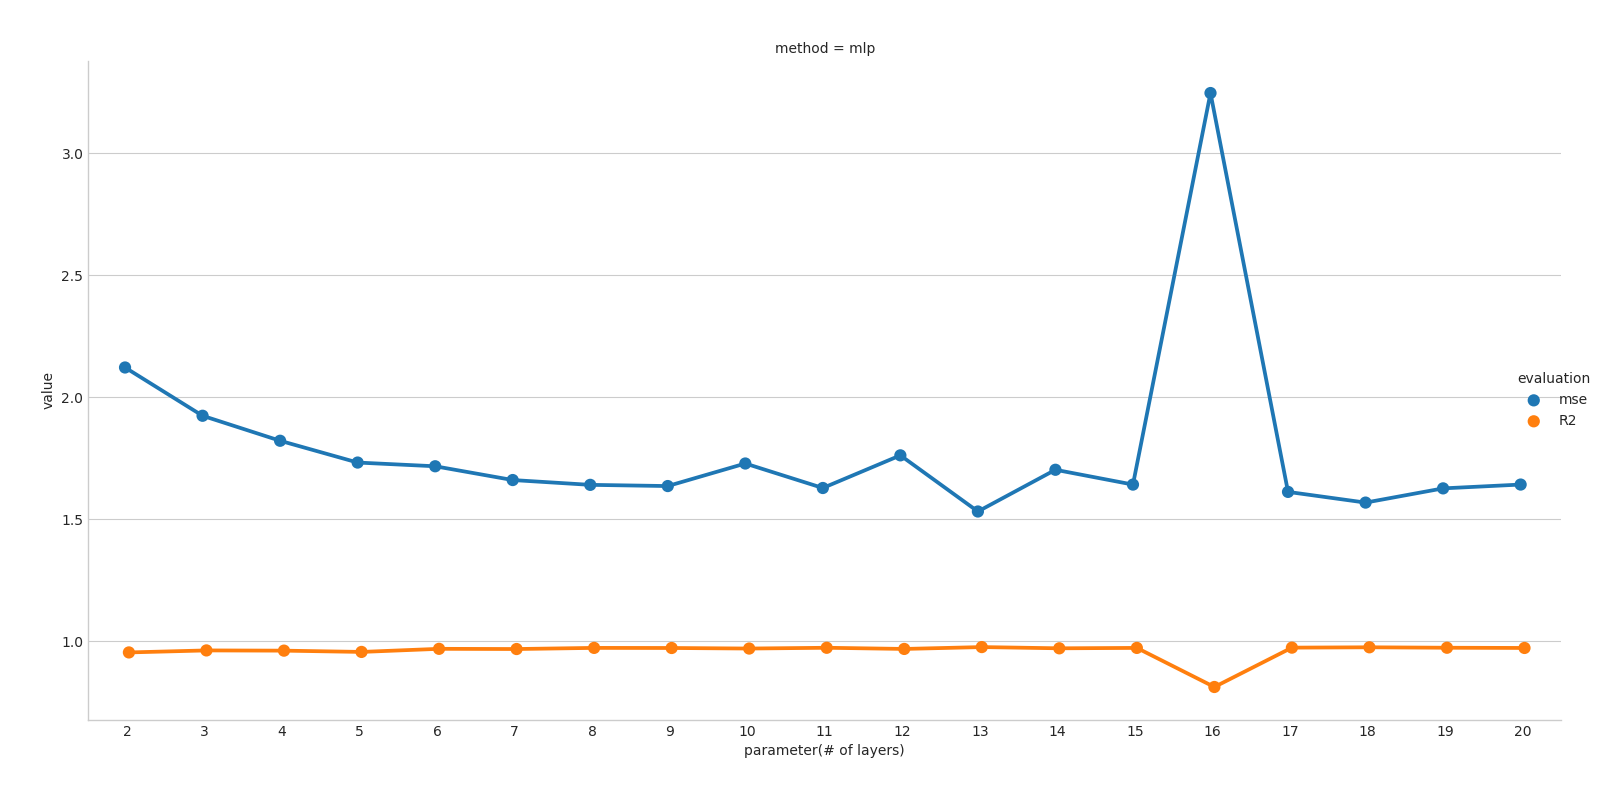 method = mlp
3.0
2.5
2.0
1.5
1.0
value
evaluation
mse
R2
2 3 4 5 6 7 8 9 10 11 12 13 14 15 16 17 18 19 20
parameter(# of layers)